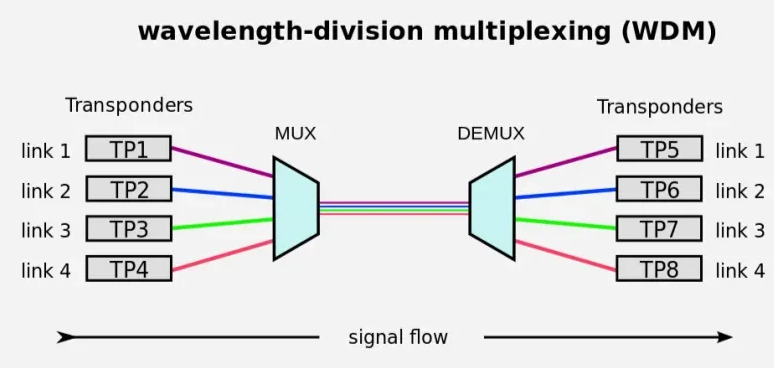 wavelength-division multiplexing (WDM)
Transponders
Transponders
MUX
DEMUX
link 1 TP1 TP5 link 1
link 2 TP2 TP6 link 2
link 3 TP3 TP7 link 3
link 4 TP4 TP8 link 4
signal flow